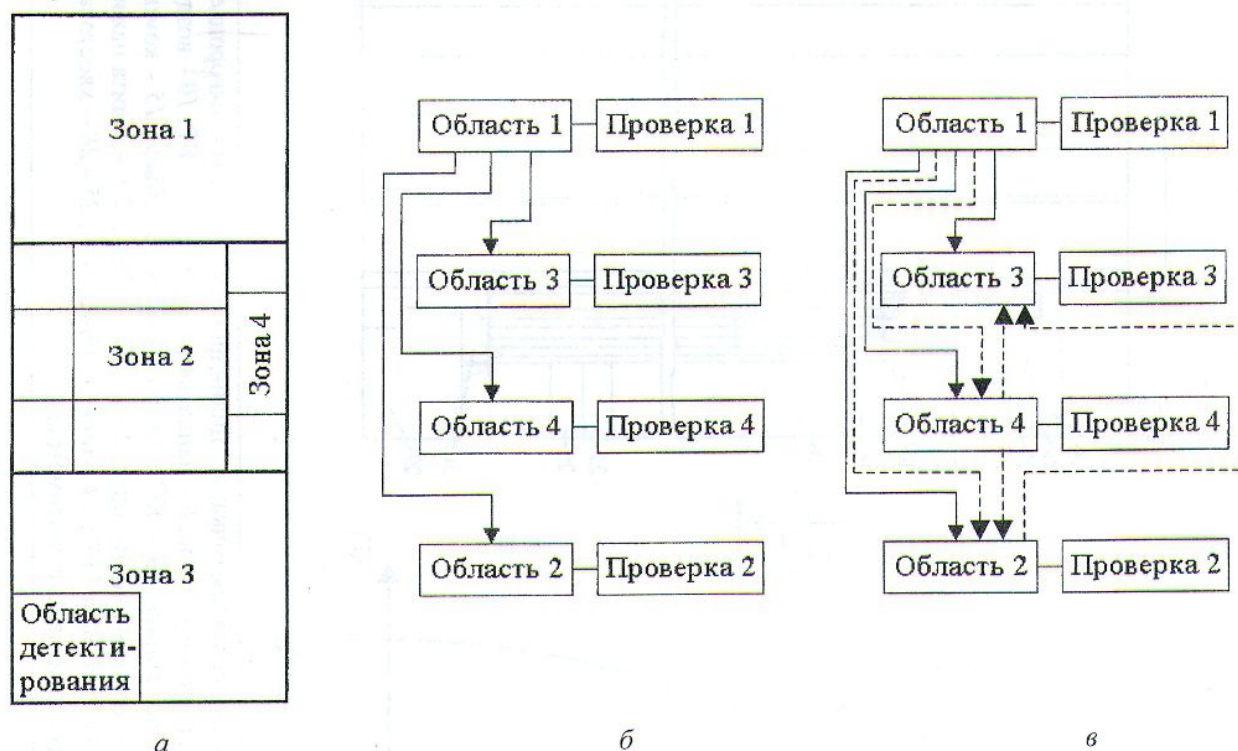 Зона 1
Зона 2
Зона 4
Зона 3
Область
детекти-
рования
а
Область 1
Проверка 1
Область 3
Проверка 3
Область 4
Проверка 4
Область 2
Проверка 2
б
Область 1
Проверка 1
Область 3
Проверка 3
Область 4
Проверка 4
Область 2
Проверка 2
в